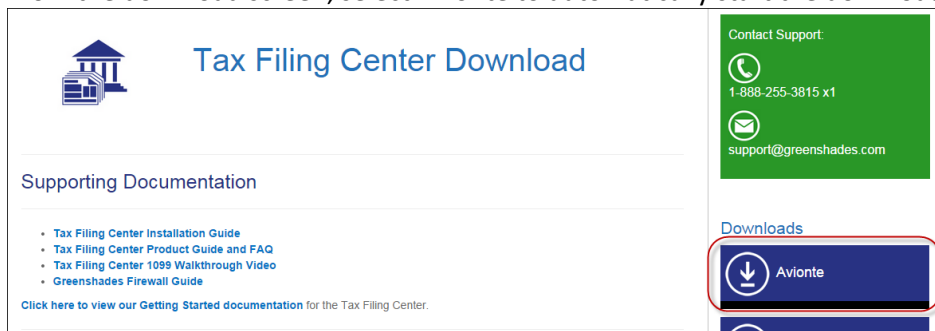 Tax Filing Center Download
Supporting Documentation
Tax Filing Center Installation Guide
Tax Filing Center Product Guide and FAQ
Tax Filing Center 1099 Walkthrough Video
Greenshades Firewall Guide
Click here to view our Getting Started documentation for the Tax Filing Center.
Contact Support:
1-888-255-3815 x1
support@greenshades.com
Downloads
Avionte